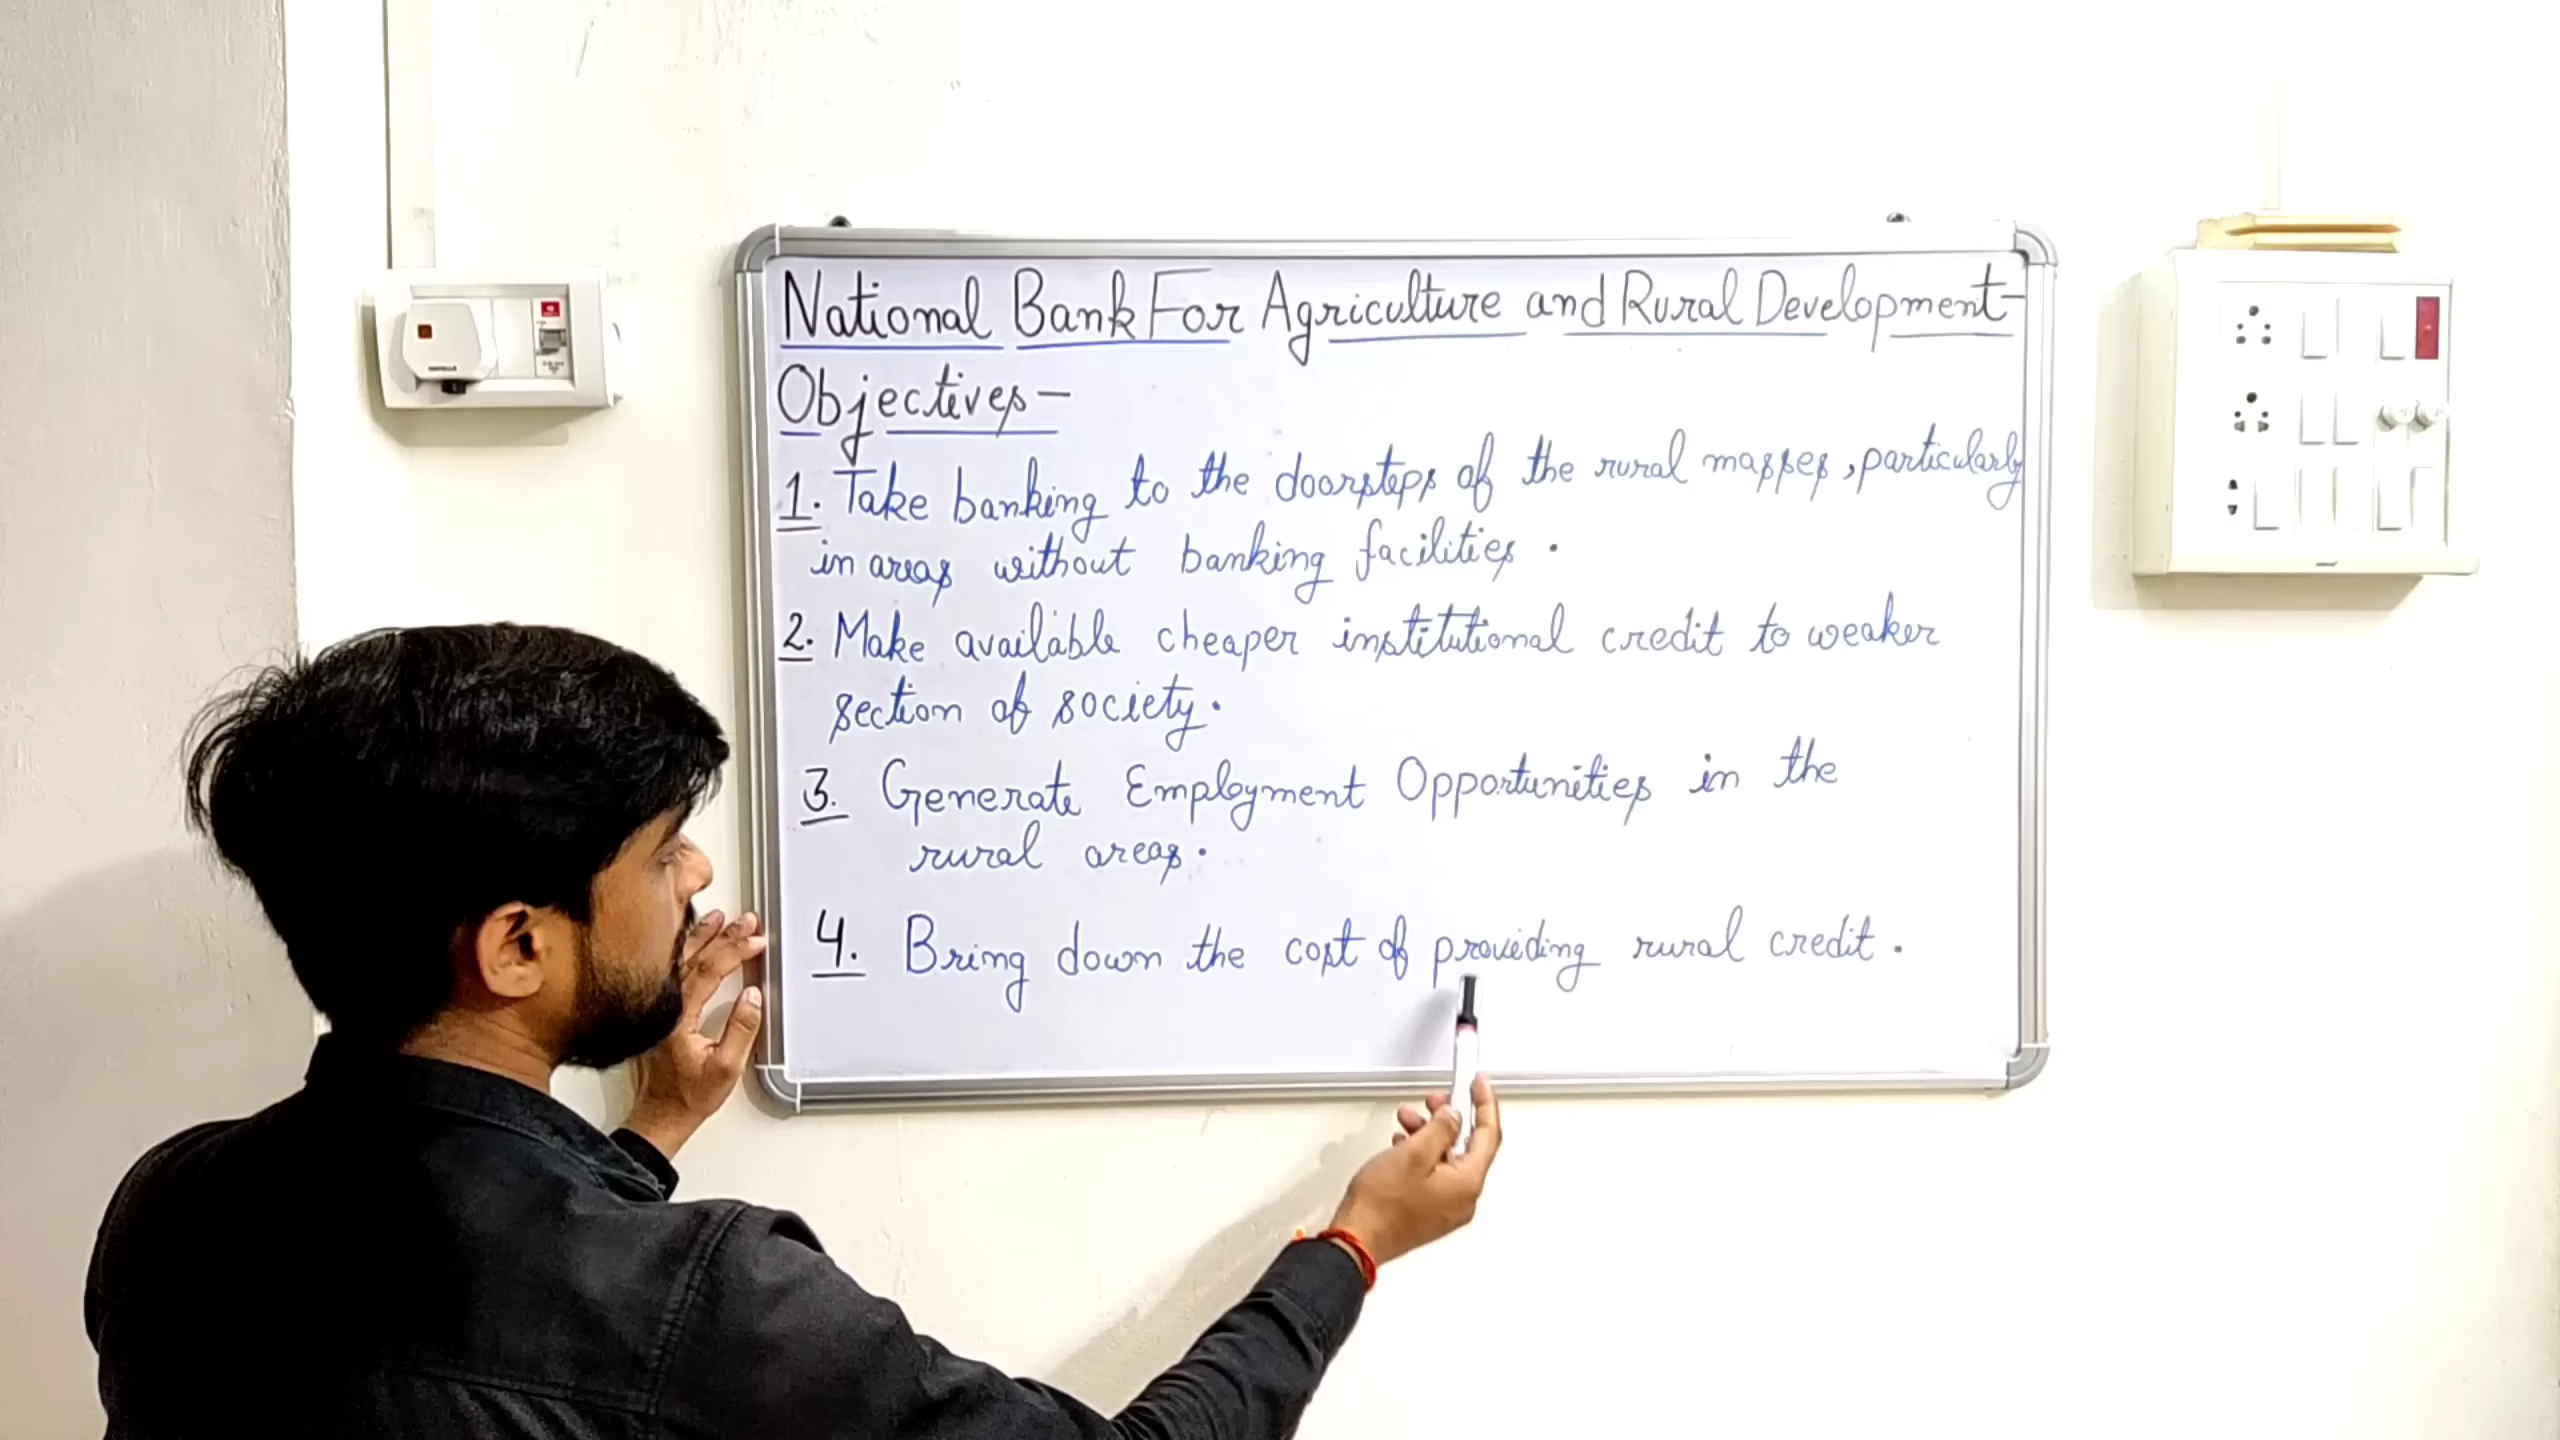 National Bank For Agriculture and Rural Development-
Objectives-
1. Take banking to the doorsteps of the rural masses, particularly
in areas without banking facilities.
2. Make available cheaper institutional credit to weaker
section of society.
3. Generate Employment Opportunities in the
rural areas.
4. Bring down the cost of providing rural credit.